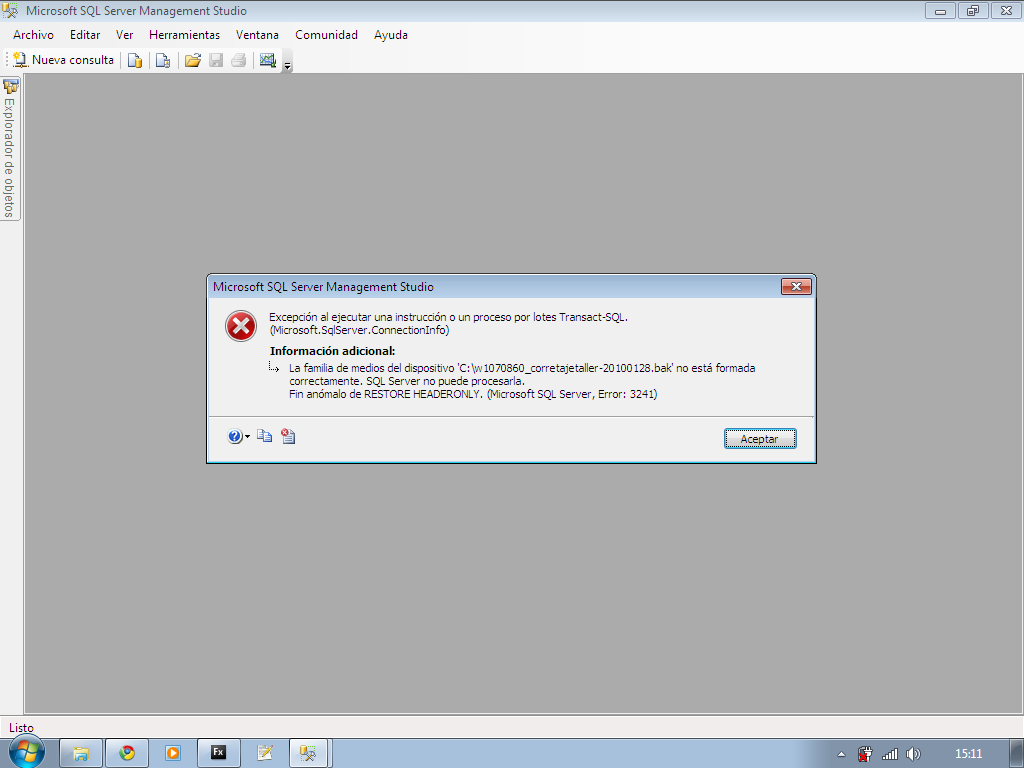 Microsoft SQL Server Management Studio
Archivo Editar Ver Herramientas Ventana Comunidad Ayuda
Nueva consulta
Explorador de objetos
Microsoft SQL Server Management Studio
Excepción al ejecutar una instrucción o un proceso por lotes Transact-SQL.
(Microsoft.SqlServer.ConnectionInfo)
Información adicional:
La familia de medios del dispositivo 'C:\w1070860_corretajetaller-20100128.bak' no está formada
correctamente. SQL Server no puede procesarla.
Fin anómalo de RESTORE HEADERONLY. (Microsoft SQL Server, Error: 3241)
Aceptar
Listo
Fx
15:11